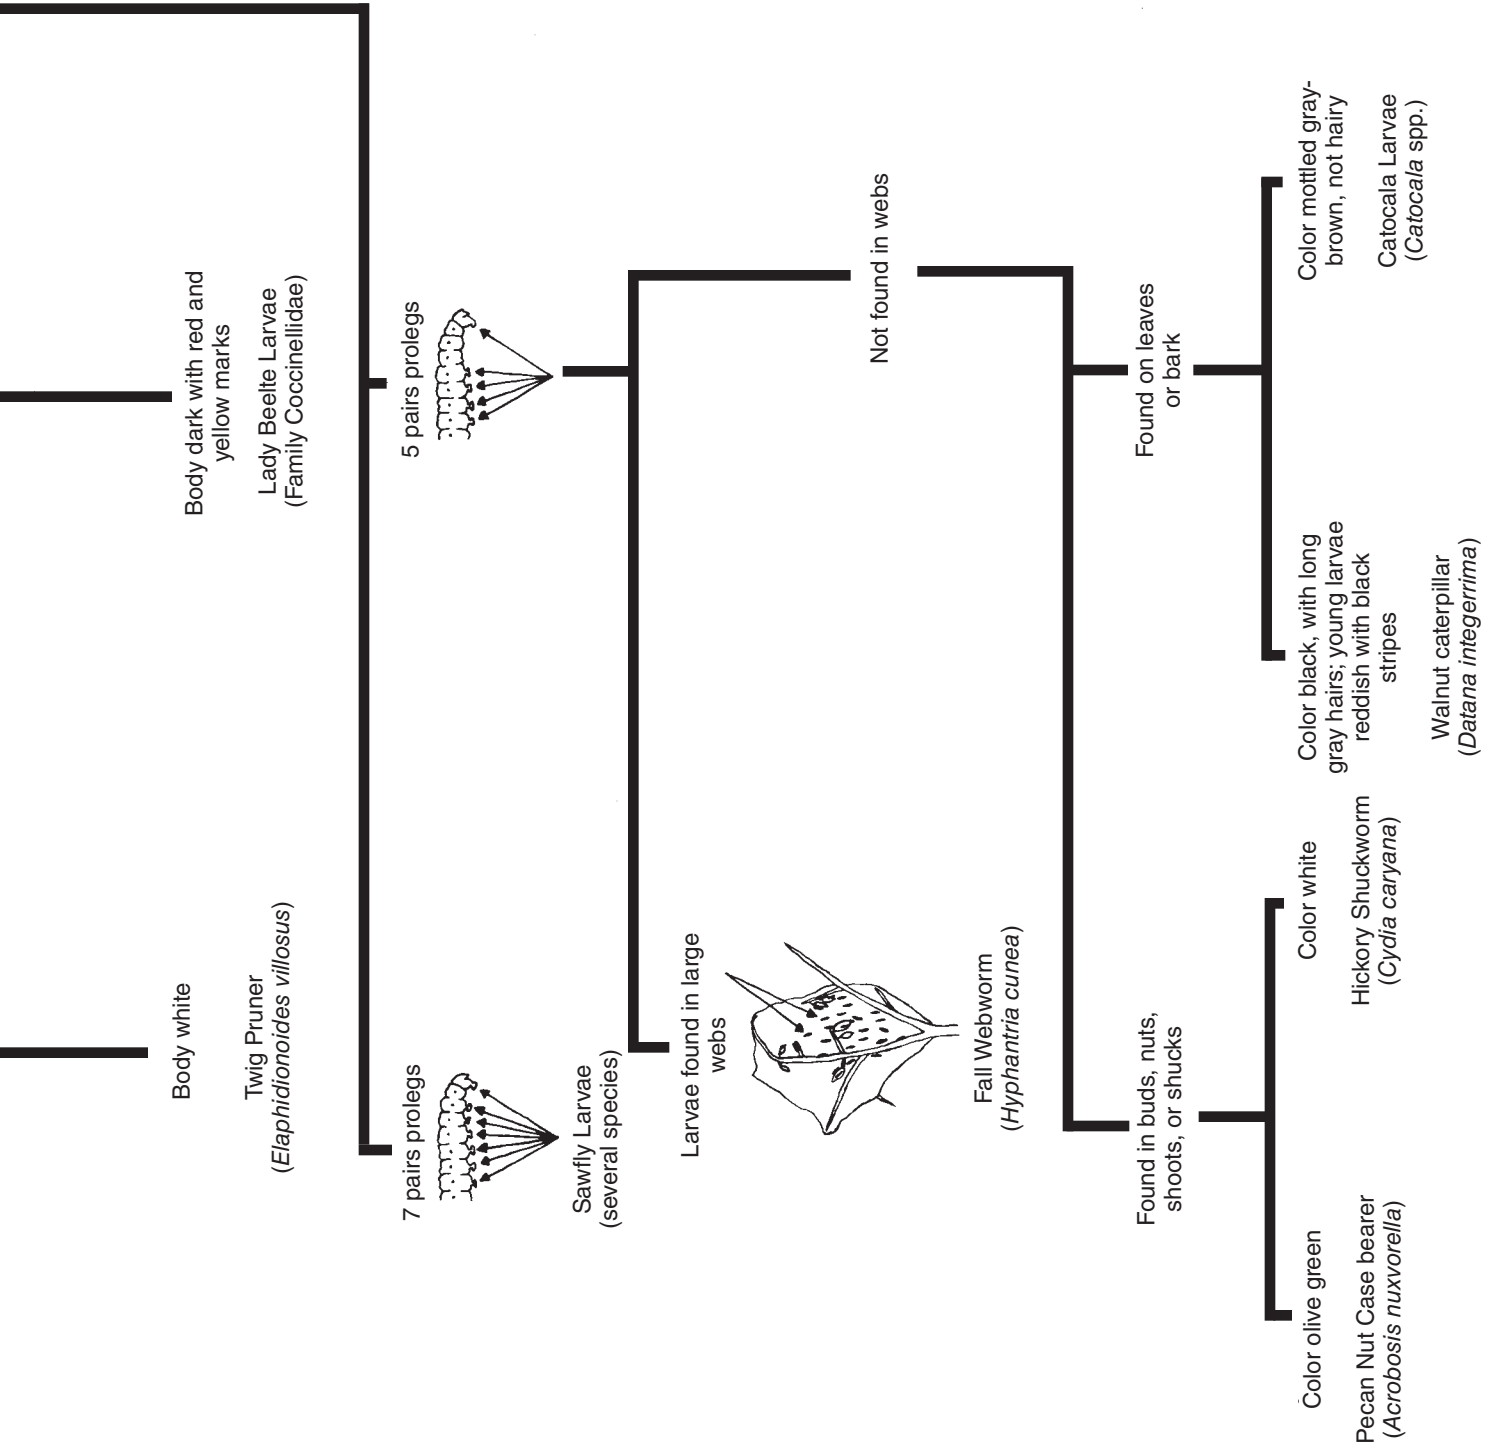 Body white
Twig Pruner
(Elaphidionoides villosus)
Body dark with red and
yellow marks
Lady Beelte Larvae
(Family Coccinellidae)
7 pairs prolegs
Sawfly Larvae
(several species)
5 pairs prolegs
Larvae found in large
webs
Fall Webworm
(Hyphantria cunea)
Not found in webs
Found in buds, nuts,
shoots, or shucks
Found on leaves
or bark
Color olive green
Pecan Nut Case bearer
(Acrobosis nuxvorella)
Color white
Hickory Shuckworm
(Cydia caryana)
Color black, with long
gray hairs; young larvae
reddish with black
stripes
Walnut caterpillar
(Datana integerrima)
Color mottled gray-
brown, not hairy
Catocala Larvae
(Catocala spp.)